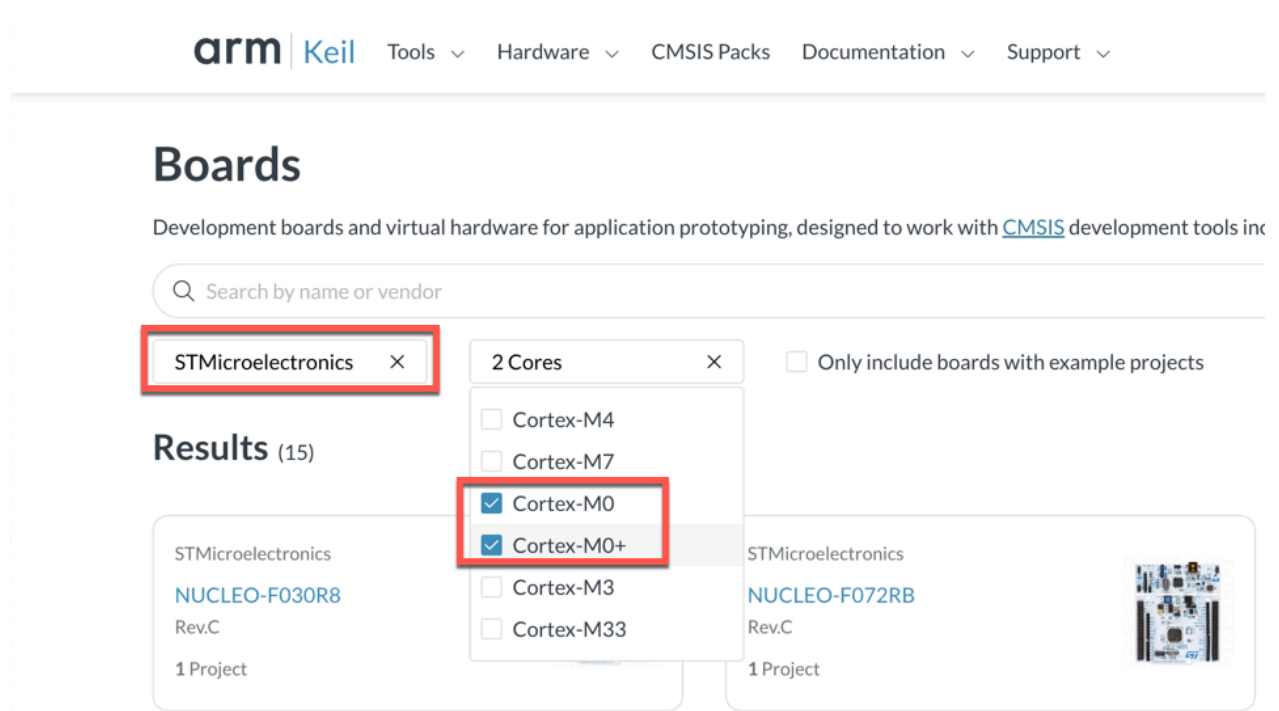 arm Keil Tools Hardware CMSIS Packs Documentation Support
Boards
Development boards and virtual hardware for application prototyping, designed to work with CMSIS development tools
Search by name or vendor
STMicroelectronics 2 Cores Only include boards with example projects
Cortex-M4
Results (15)
Cortex-M7
Cortex-M0
Cortex-M0+
STMicroelectronics STMicroelectronics
Cortex-M3
NUCLEO-F030R8 NUCLEO-F072RB
Rev.C Cortex-M33 Rev.C
1 Project 1 Project